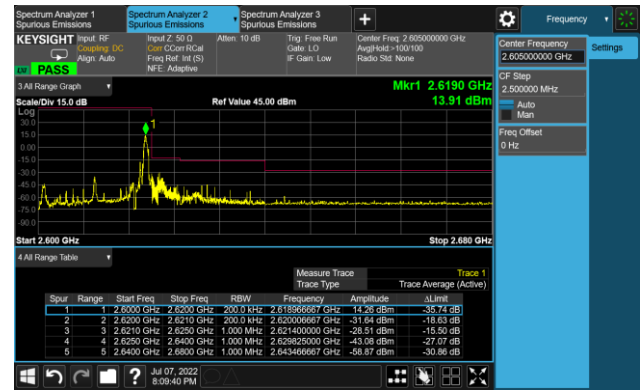 Spectrum Analyzer 1
Spurious Emissions
Spectrum Analyzer 2
Spurious Emissions
Spectrum Analyzer 3
Spurious Emissions
+
Frequency
KEYSIGHT
Input: RF
Coupling: DC
Align: Auto
Input Z: 50 Ω
Corr CCorr RCal
Freq Ref: Int (S)
NFE: Adaptive
Atten: 10 dB
Trig: Free Run
Gate: LO
IF Gain: Low
Center Freq: 2.605000000 GHz
Avg|Hold:>100/100
Radio Std: None
PASS
Center Frequency
2.605000000 GHz
Settings
CF Step
2.500000 MHz
Auto
Man
Freq Offset
0 Hz
3 All Range Graph
Mkr1 2.6190 GHz
Scale/Div 15.0 dB
Ref Value 45.00 dBm
13.91 dBm
Log
30.0
15.0
0.00
-15.0
-30.0
-45.0
-60.0
-75.0
-90.0
1
Start 2.600 GHz
Stop 2.680 GHz
4 All Range Table
Measure Trace Trace 1
Trace Type Trace Average (Active)
Spur Range Start Freq Stop Freq RBW Frequency Amplitude ΔLimit
1 1 2.6000 GHz 2.6200 GHz 200.0 kHz 2.618966667 GHz 14.26 dBm -35.74 dB
2 2 2.6200 GHz 2.6210 GHz 200.0 kHz 2.620006667 GHz -31.64 dBm -18.63 dB
3 3 2.6210 GHz 2.6250 GHz 1.000 MHz 2.621400000 GHz -28.51 dBm -15.50 dB
4 4 2.6250 GHz 2.6400 GHz 1.000 MHz 2.629825000 GHz -43.08 dBm -27.07 dB
5 5 2.6400 GHz 2.6800 GHz 1.000 MHz 2.643466667 GHz -58.87 dBm -30.86 dB
?
Jul 07, 2022
8:09:40 PM